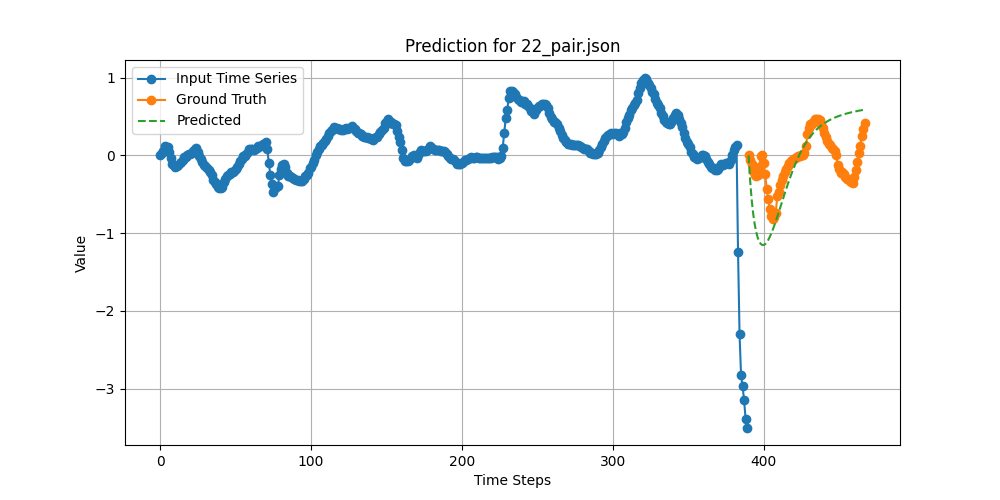 Prediction for 22_pair.json
Input Time Series
Ground Truth
Predicted
Value
1
0
−1
−2
−3
0 100 200 300 400
Time Steps